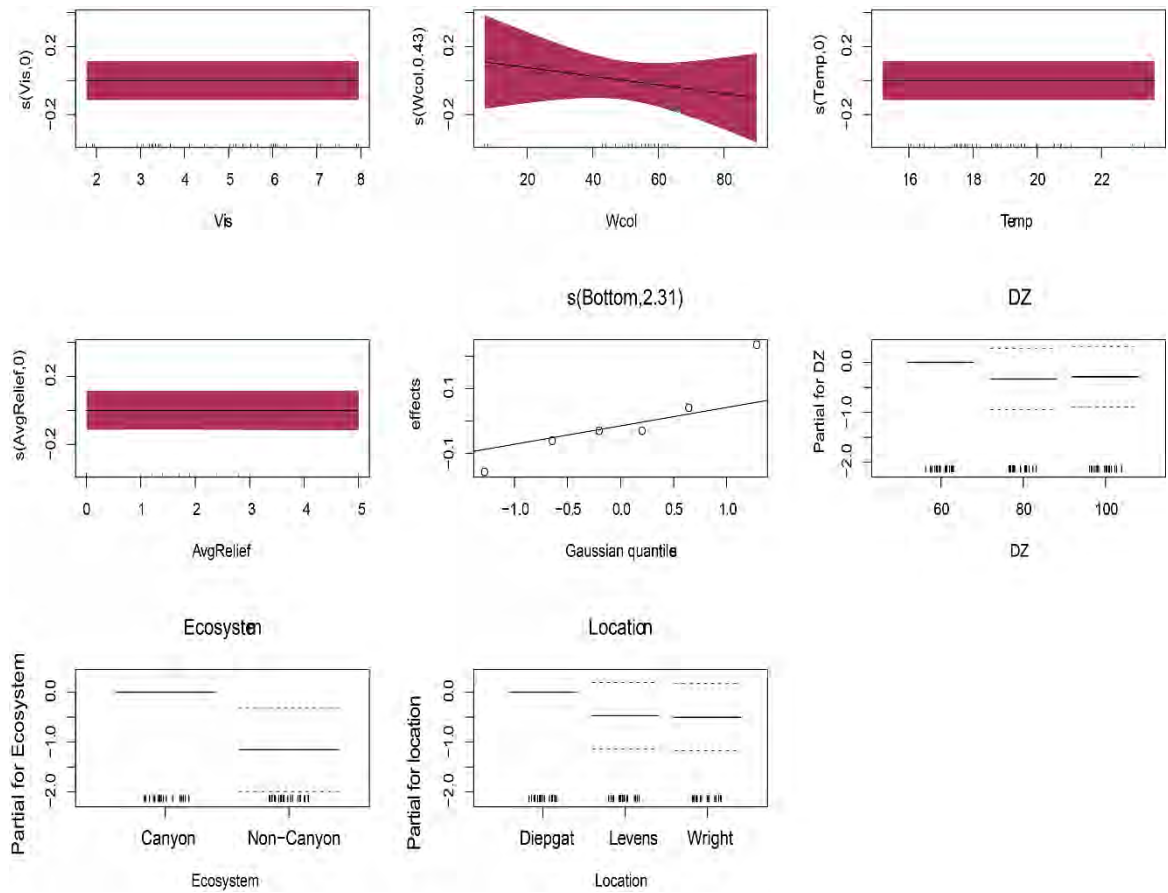 s(Vis,0)
0.2
−0.2
2 3 4 5 6 7 8
Vis
s(Wcol,0.43)
0.2
−0.2
20 40 60 80
Wcol
s(Temp,0)
0.2
−0.2
16 18 20 22
Temp
s(AvgRelief,0)
0.2
−0.2
0 1 2 3 4 5
AvgRelief
s(Bottom,2.31)
effects
0.1
−0.1
−1.0 −0.5 0.0 0.5 1.0
Gaussian quantiles
DZ
Partial for DZ
0.0
−1.0
−2.0
60 80 100
DZ
Ecosystem
Partial for Ecosystem
0.0
−1.0
−2.0
Canyon Non−Canyon
Ecosystem
Location
Partial for location
0.0
−1.0
−2.0
Diepgat Levens Wright
Location